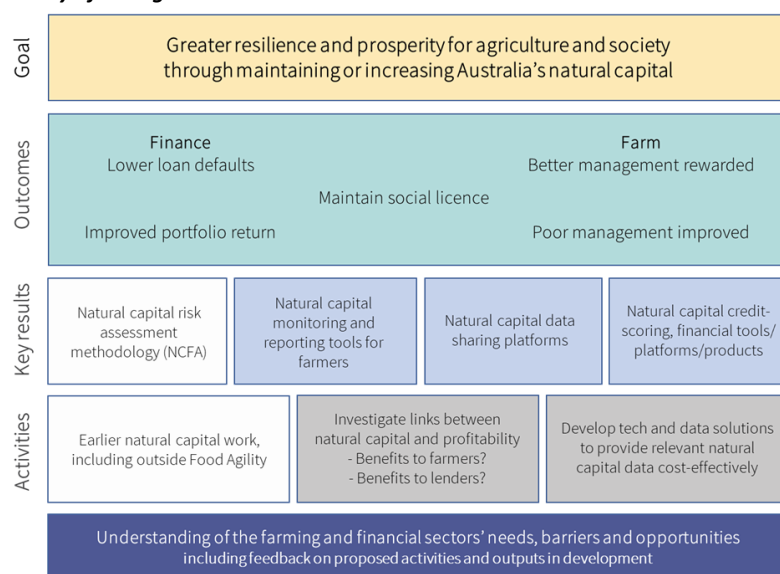 Goal
Greater resilience and prosperity for agriculture and society
through maintaining or increasing Australia's natural capital
Outcomes
Finance
Lower loan defaults
Farm
Better management rewarded
Maintain social licence
Improved portfolio return
Poor management improved
Key results
Natural capital risk
assessment
methodology (NCFA)
Natural capital
monitoring and
reporting tools for
farmers
Natural capital data
sharing platforms
Natural capital credit-
scoring, financial tools/
platforms/products
Activities
Earlier natural capital work,
including outside Food Agility
Investigate links between
natural capital and profitability
- Benefits to farmers?
- Benefits to lenders?
Develop tech and data solutions
to provide relevant natural
capital data cost-effectively
Understanding of the farming and financial sectors' needs, barriers and opportunities
including feedback on proposed activities and outputs in development